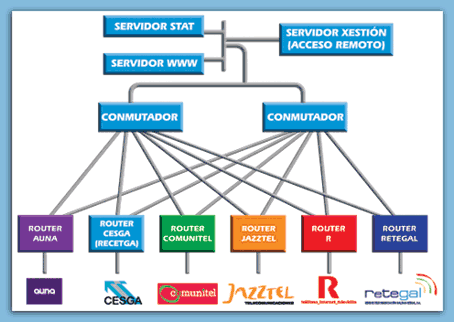 SERVIDOR STAT
SERVIDOR XESTIÓN
(ACCESO REMOTO)
SERVIDOR WWW
CONMUTADOR
CONMUTADOR
ROUTER
AUNA
ROUTER
CESGA
(RECETGA)
ROUTER
COMUNITEL
ROUTER
JAZZTEL
ROUTER
R
ROUTER
RETEGAL
auna
CESGA
comunitel
JAZZTEL
TELECOMUNICACIONES
R
retegal